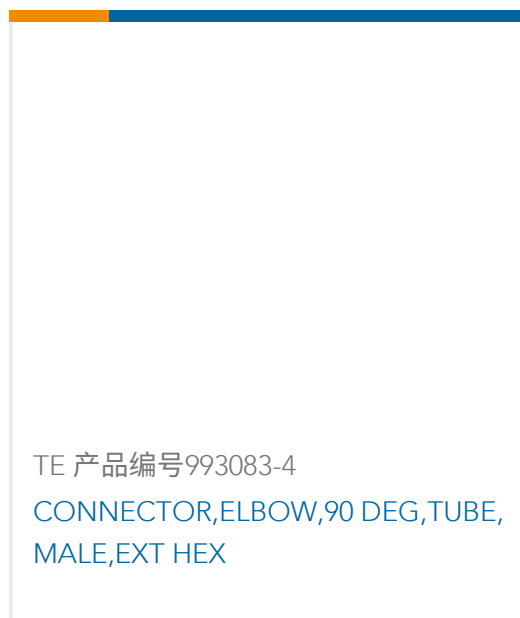 TE 产品编号993083-4
CONNECTOR,ELBOW,90 DEG,TUBE,
MALE,EXT HEX